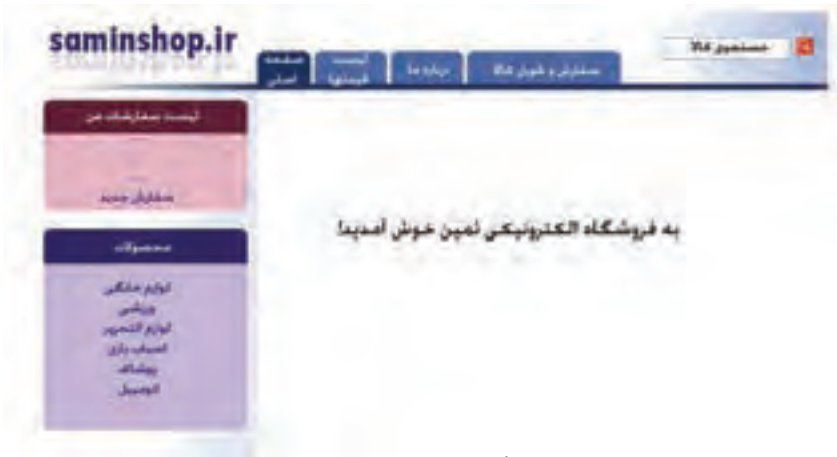 saminshop.ir
صفحه اصلی
لیست قیمتها
درباره ما
سفارش و تحویل کالا
جستجوی کالا
لیست سفارشات من
سفارش جدید
محصولات
لوازم خانگی
ورزشی
لوازم التحریر
اسباب بازی
پوشاک
اتومبیل
به فروشگاه الکترونیکی ثمین خوش آمدید!